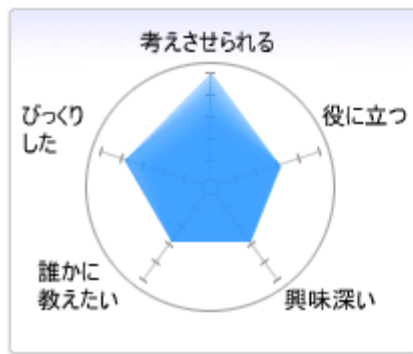 考えさせられる
びっくり
した
役に立つ
誰かに
教えたい
興味深い